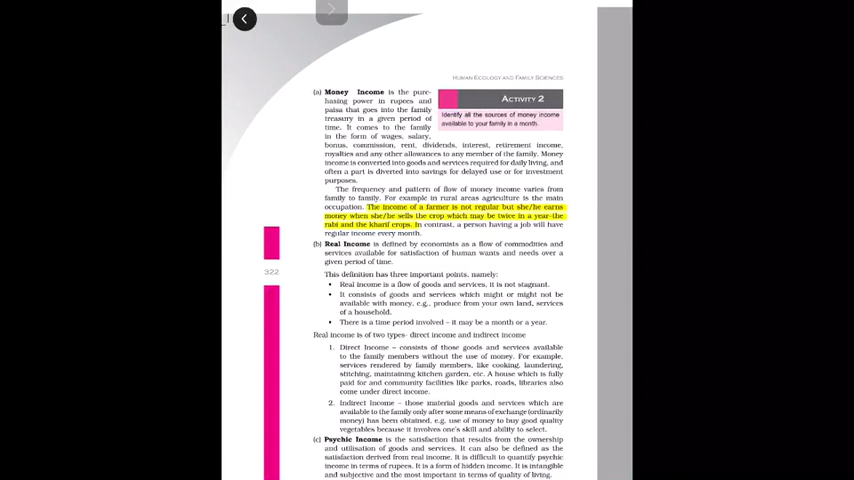 HUMAN ECOLOGY AND FAMILY SCIENCES
(a) Money Income is the pure-
hasing power in rupees and
paisa that goes into the family
treasury in a given period of
time. It comes to the family
in the form of wages, salary,
bonus, commission, rent, dividends, interest, retirement income,
royalties and any other allowances to any member of the family. Money
income is converted into goods and services required for daily living, and
often a part is diverted into savings for delayed use or for investment
purposes.
ACTIVITY 2
Identify all the sources of money income
available to your family in a month.
The frequency and pattern of flow of money income varies from
family to family. For example in rural areas agriculture is the main
occupation. The income of a farmer is not regular but she/he earns
money when she/he sells the crop which may be twice in a year-the
rabi and the kharif crops. In contrast, a person having a job will have
regular income every month.
(b) Real Income is defined by economists as a flow of commodities and
services available for satisfaction of human wants and needs over a
given period of time.
322
This definition has three important points, namely:
• Real income is a flow of goods and services, it is not stagnant.
• It consists of goods and services which might or might not be
available with money, e.g., produce from your own land, services
of a household.
• There is a time period involved – it may be a month or a year.
Real income is of two types- direct income and indirect income
1. Direct Income – consists of those goods and services available
to the family members without the use of money. For example,
services rendered by family members, like cooking, laundering,
stitching, maintaining kitchen garden, etc. A house which is fully
paid for and community facilities like parks, roads, libraries also
come under direct income.
2. Indirect Income – those material goods and services which are
available to the family only after some means of exchange (ordinarily
money) has been obtained, e.g. use of money to buy good quality
vegetables because it involves one's skill and ability to select.
(c) Psychic Income is the satisfaction that results from the ownership
and utilisation of goods and services. It can also be defined as the
satisfaction derived from real income. It is difficult to quantify psychic
income in terms of rupees. It is a form of hidden income. It is intangible
and subjective and the most important in terms of quality of living.